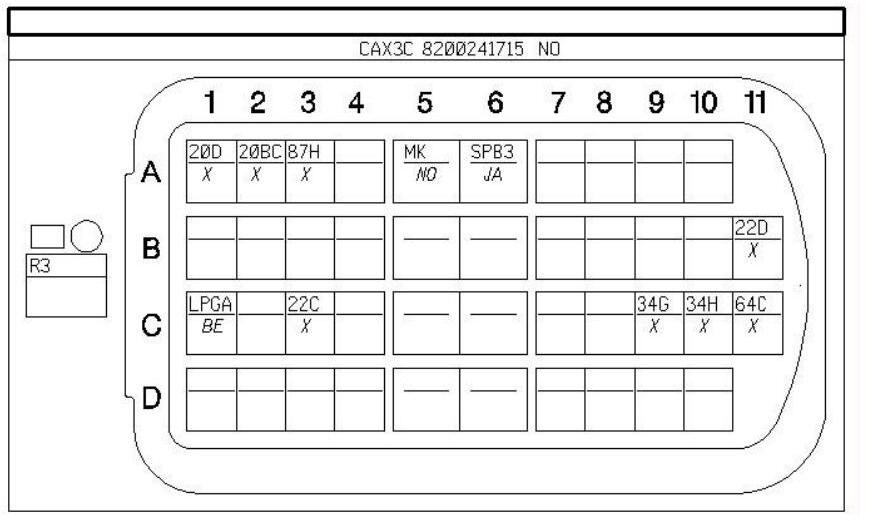 CAX3C 8200241715 NO
1 2 3 4 5 6 7 8 9 10 11
A
20D 20BC 87H MK SPB3
X X X NO JA
B
22D
X
R3
C
LPGA 22C 34G 34H 64C
BE X X X X
D